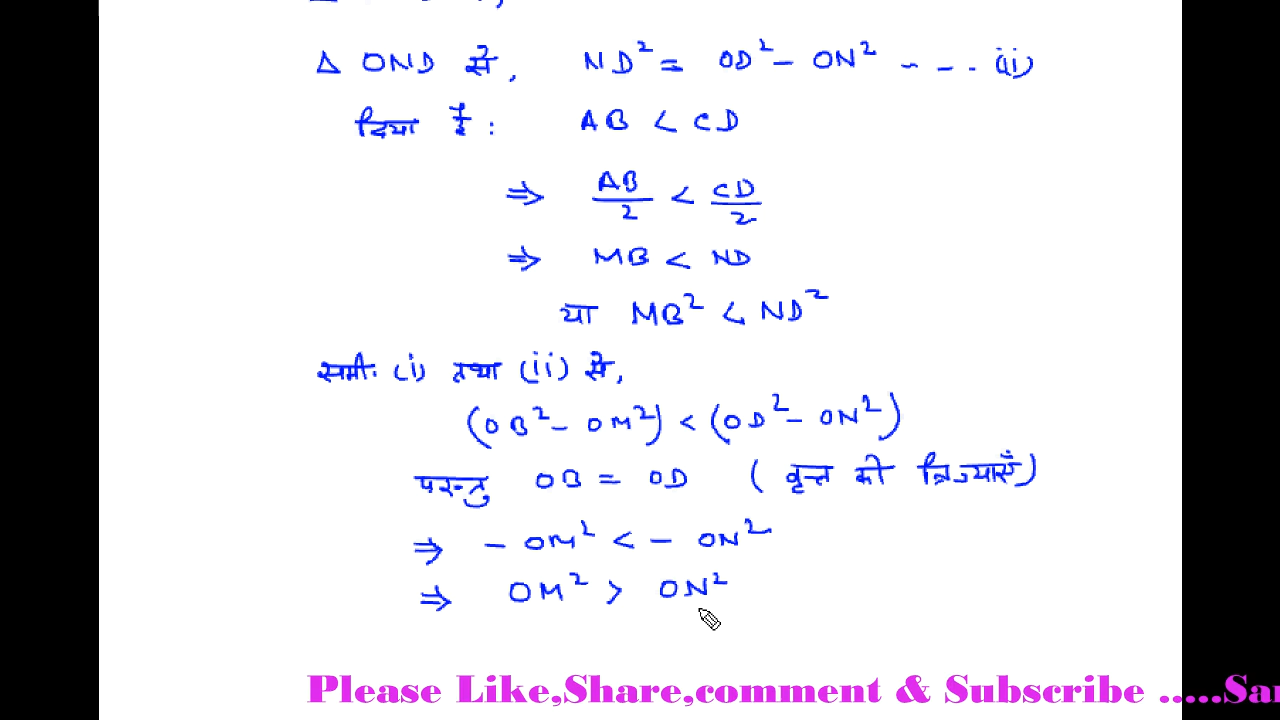 Δ OND से, ND² = OD² - ON² - - - (ii)
दिया है: AB < CD
⇒ AB/2 < CD/2
⇒ MB < ND
या MB² < ND²
समी. (i) तथा (ii) से,
(OB² - OM²) < (OD² - ON²)
परन्तु OB = OD (वृत्त की त्रिज्याएँ)
⇒ - OM² < - ON²
⇒ OM² > ON²
Please Like,Share,comment & Subscribe .....